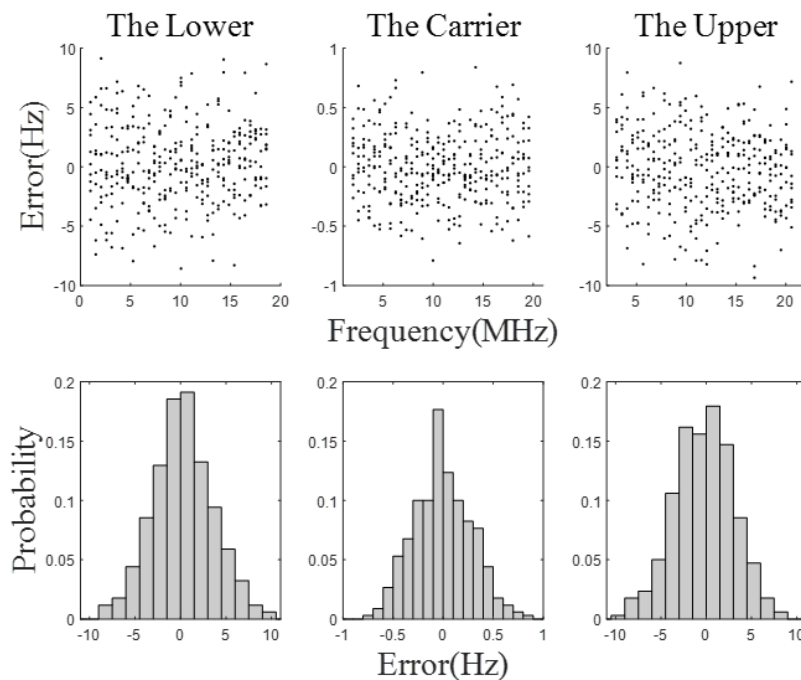 The Lower The Carrier The Upper
10 1 10
5 0.5 5
0 0 0
-5 -0.5 -5
-10 -1 -10
Error(Hz)
0 5 10 15 20 5 10 15 20 5 10 15 20
Frequency(MHz)
0.2 0.2 0.2
0.15 0.15 0.15
0.1 0.1 0.1
0.05 0.05 0.05
0 0 0
Probability
-10 -5 0 5 10 -1 -0.5 0 0.5 1 -10 -5 0 5 10
Error(Hz)